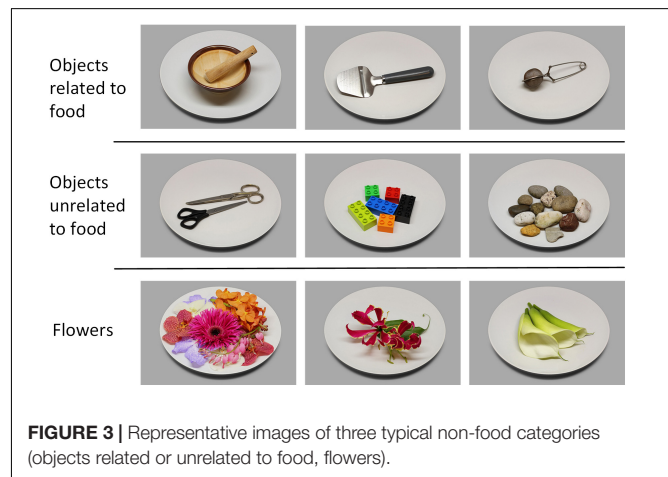 Objects
related to
food
Objects
unrelated
to food
Flowers
FIGURE 3 | Representative images of three typical non-food categories
(objects related or unrelated to food, flowers).